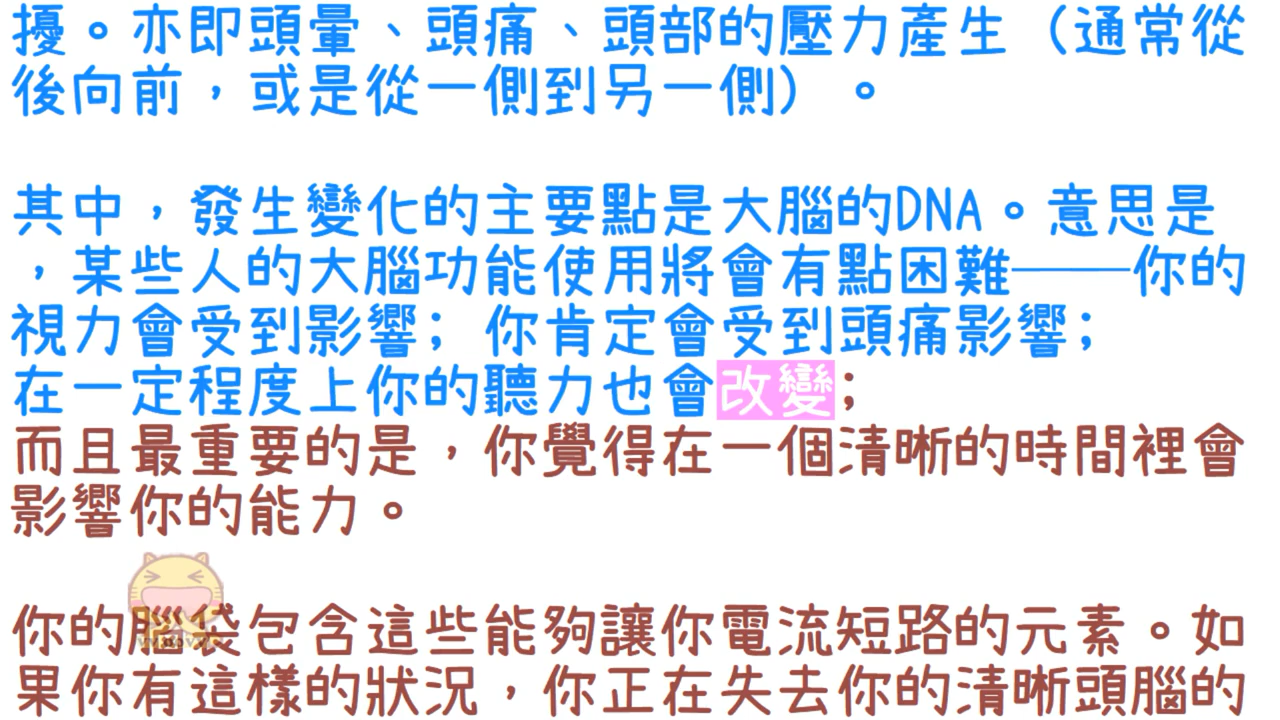 擾。亦即頭暈、頭痛、頭部的壓力產生（通常從
後向前，或是從一側到另一側）。
其中，發生變化的主要點是大腦的DNA。意思是
，某些人的大腦功能使用將會有點困難——你的
視力會受到影響；你肯定會受到頭痛影響；
在一定程度上你的聽力也會改變；
而且最重要的是，你覺得在一個清晰的時間裡會
影響你的能力。
你的腦袋包含這些能夠讓你電流短路的元素。如
果你有這樣的狀況，你正在失去你的清晰頭腦的